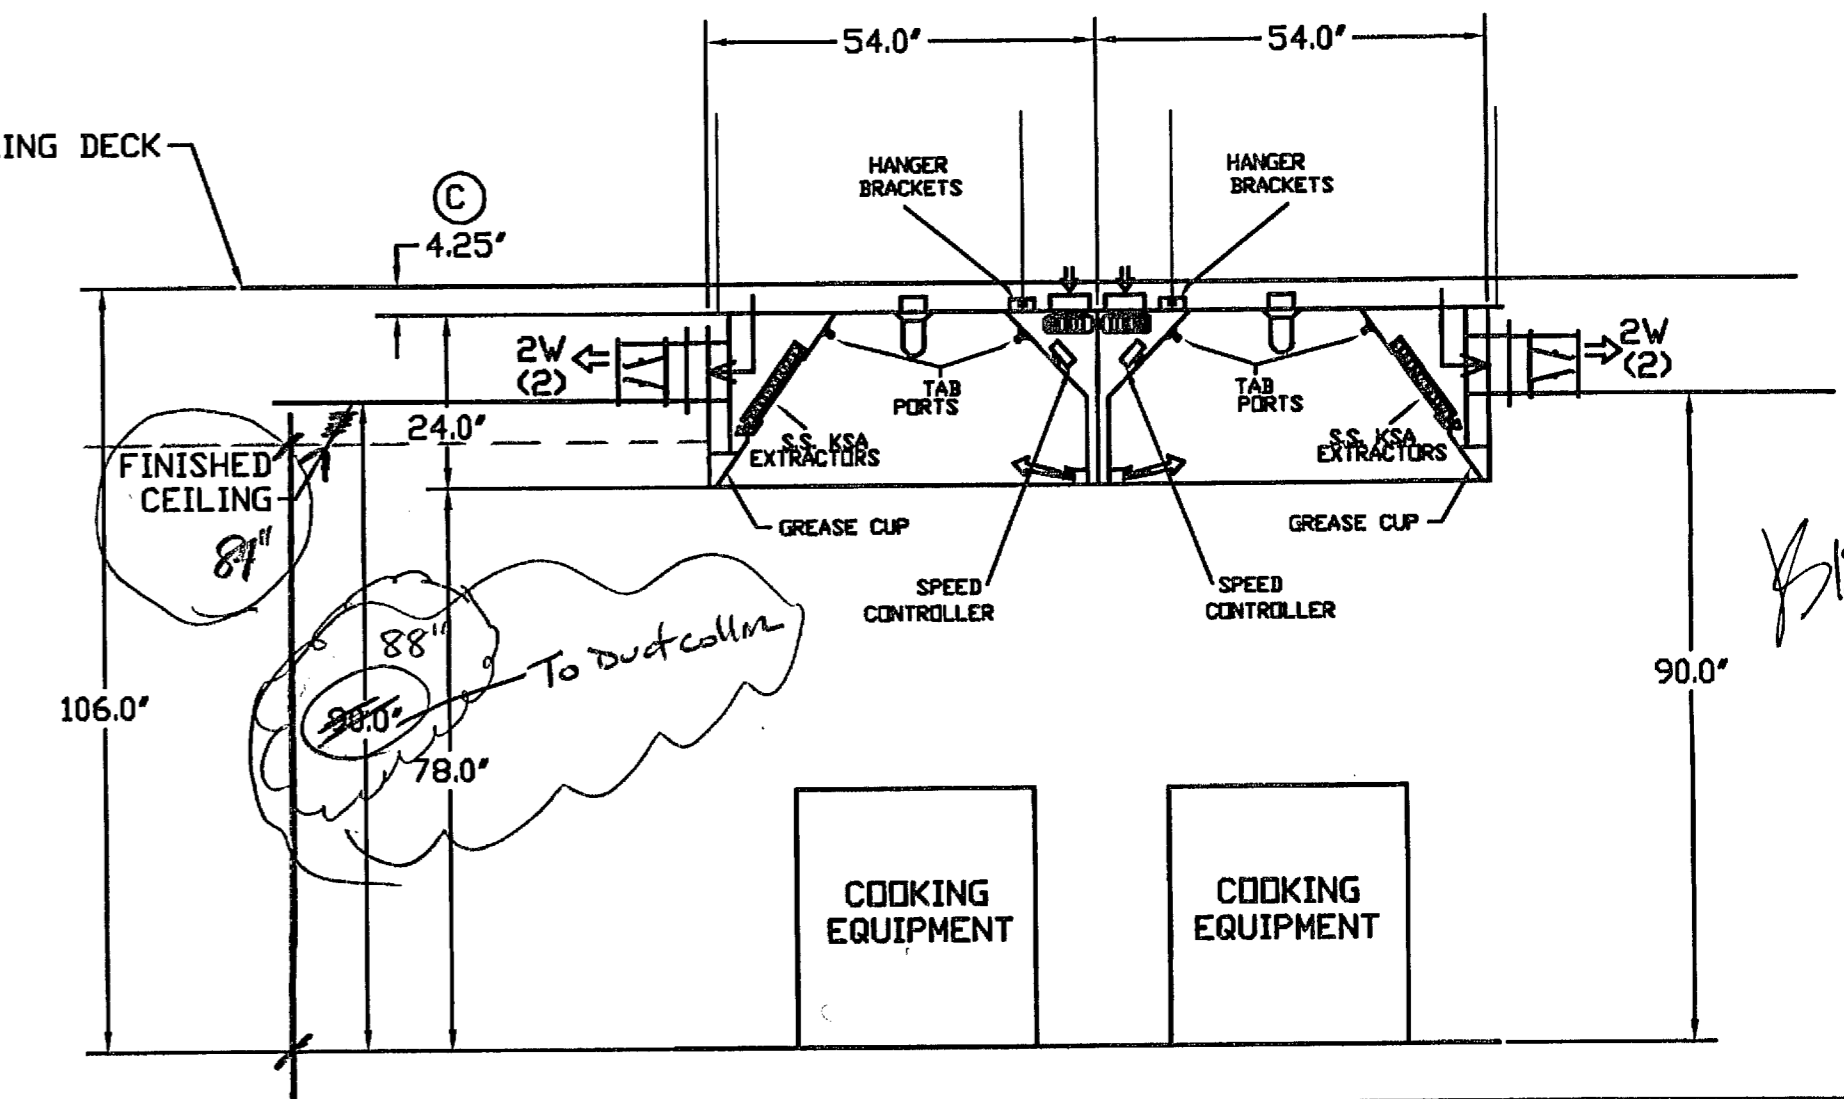 54.0"
54.0"
ING DECK
C
4.25"
HANGER
BRACKETS
HANGER
BRACKETS
2W
(2)
2W
(2)
TAB
PORTS
TAB
PORTS
24.0"
S.S. KSA
EXTRACTORS
S.S. KSA
EXTRACTORS
FINISHED
CEILING
GREASE CUP
GREASE CUP
SPEED
CONTROLLER
SPEED
CONTROLLER
88"
To Duct collar
106.0"
90.0"
90.0"
78.0"
COOKING
EQUIPMENT
COOKING
EQUIPMENT